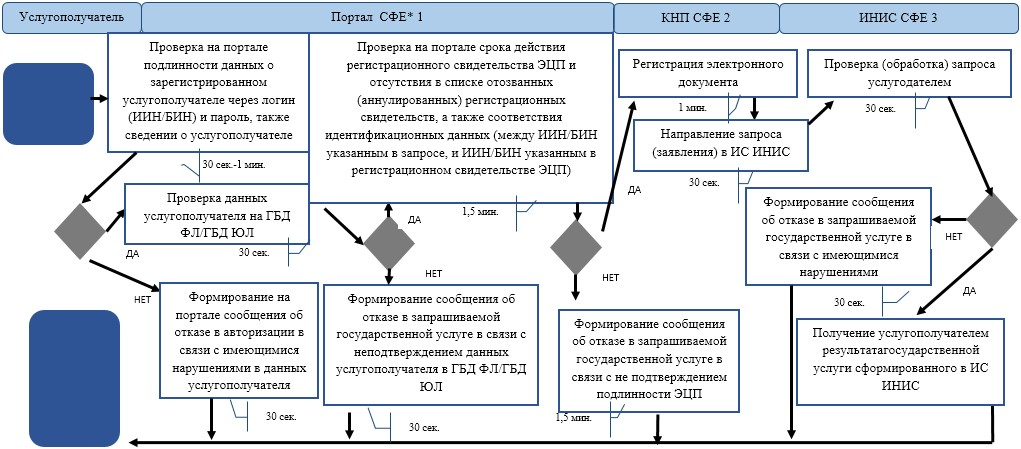 Услугополучатель
Портал СФЕ* 1
КНП СФЕ 2
ИНИС СФЕ 3
Проверка на портале
подлинности данных о
зарегистрированном
услугополучателе через логин
(ИИН/БИН) и пароль, также
сведении о услугополучателе
30 сек.-1 мин.
Проверка данных
услугополучателя на ГБД
ФЛ/ГБД ЮЛ
30 сек.
ДА
НЕТ
Формирование на
портале сообщения об
отказе в авторизации в
связи с имеющимися
нарушениями в данных
услугополучателя
30 сек.
Проверка на портале срока действия
регистрационного свидетельства ЭЦП и
отсутствия в списке отозванных
(аннулированных) регистрационных
свидетельств, а также соответствия
идентификационных данных (между ИИН/БИН
указанным в запросе, и ИИН/БИН указанным в
регистрационном свидетельстве ЭЦП)
1,5 мин.
ДА
НЕТ
Формирование сообщения об
отказе в запрашиваемой
государственной услуге в связи с
неподтверждением данных
услугополучателя в ГБД ФЛ/ГБД
ЮЛ
30 сек.
ДА
НЕТ
Формирование сообщения
об отказе в запрашиваемой
государственной услуге в
связи с не подтверждением
подлинности ЭЦП
1,5 мин.
Регистрация электронного
документа
1 мин.
Направление запроса
(заявления) в ИС ИНИС
30 сек.
Проверка (обработка) запроса
услугодателем
30 сек.
Формирование сообщения
об отказе в запрашиваемой
государственной услуге в
связи с имеющимися
нарушениями
НЕТ
30 сек.
ДА
Получение услугополучателем
результатагосударственной
услуги сформированного в ИС
ИНИС